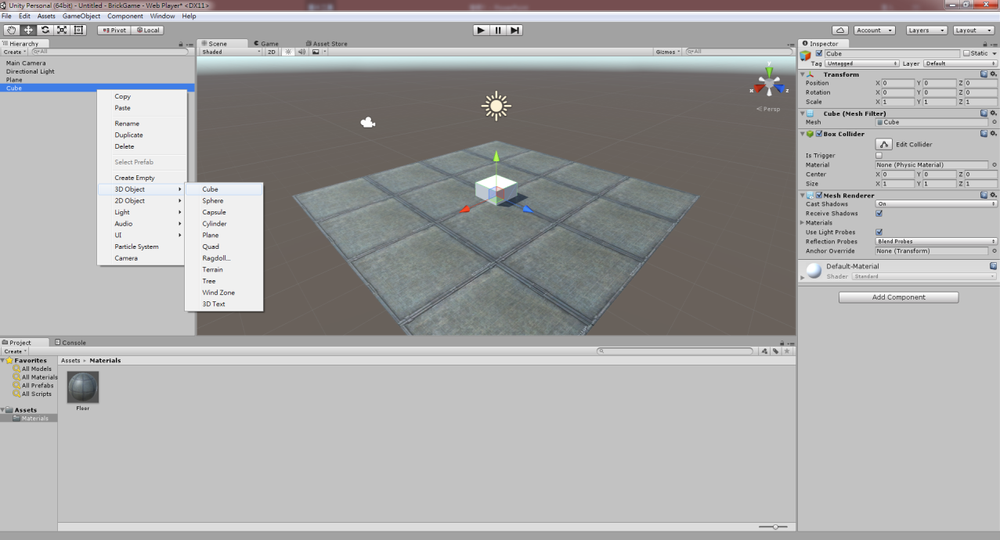 Unity Personal (64bit) - Untitled - BrickGame - Web Player* <DX11>
File Edit Assets GameObject Component Window Help
Pivot Local Account Layers Layout
Hierarchy
Create All
Main Camera
Directional Light
Plane
Cube
Copy
Paste
Rename
Duplicate
Delete
Select Prefab
Create Empty
3D Object
2D Object
Light
Audio
UI
Particle System
Camera
Cube
Sphere
Capsule
Cylinder
Plane
Quad
Ragdoll...
Terrain
Tree
Wind Zone
3D Text
Scene Game Asset Store
Shaded 2D Gizmos All
y
x z
Persp
Inspector
Cube Static
Tag Untagged Layer Default
Transform
Position X 0 Y 0 Z 0
Rotation X 0 Y 0 Z 0
Scale X 1 Y 1 Z 1
Cube (Mesh Filter)
Mesh Cube
Box Collider
Edit Collider
Is Trigger
Material None (Physic Material)
Center X 0 Y 0 Z 0
Size X 1 Y 1 Z 1
Mesh Renderer
Cast Shadows On
Receive Shadows
Materials
Use Light Probes
Reflection Probes Blend Probes
Anchor Override None (Transform)
Default-Material
Shader Standard
Add Component
Project Console
Create
Favorites
All Models
All Materials
All Prefabs
All Scripts
Assets
Materials
Assets Materials
Floor